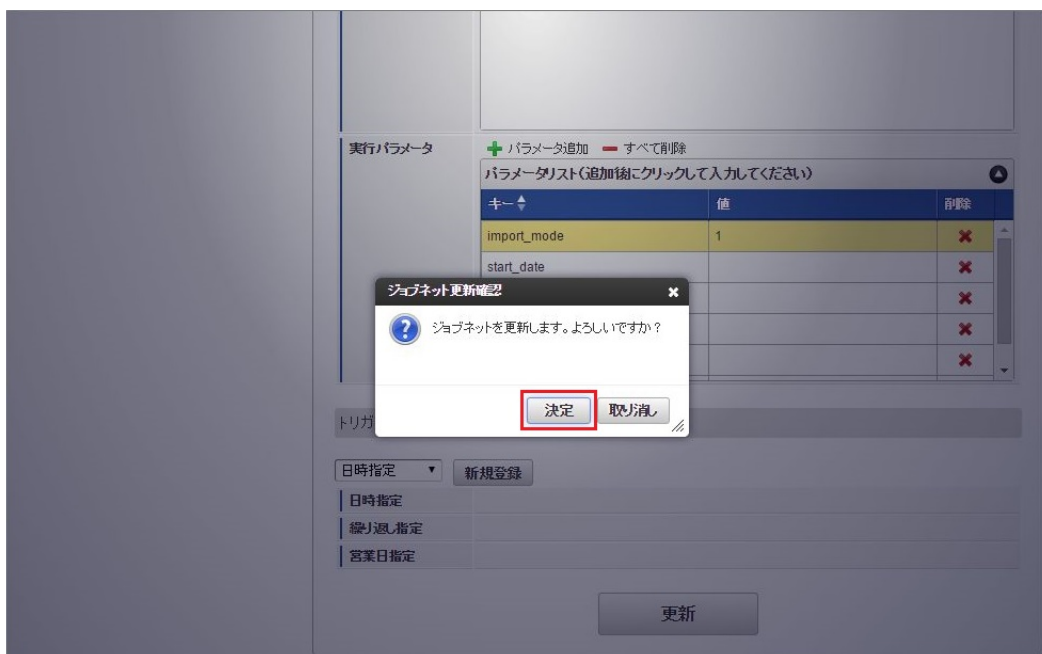 実行パラメータ
パラメータ追加 すべて削除
パラメータリスト(追加後にクリックして入力してください)
キー 値 削除
import_mode 1
start_date
ジョブネット更新確認
ジョブネットを更新します。よろしいですか?
決定 取り消し
トリガ
日時指定 新規登録
日時指定
繰り返し指定
営業日指定
更新